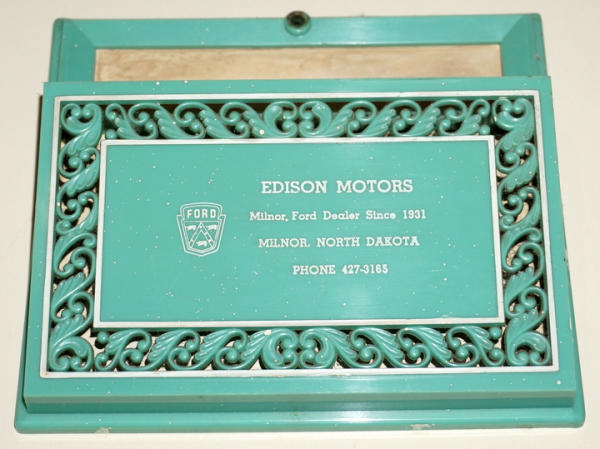 FORD
EDISON MOTORS
Milnor, Ford Dealer Since 1931
MILNOR, NORTH DAKOTA
PHONE 427-3165